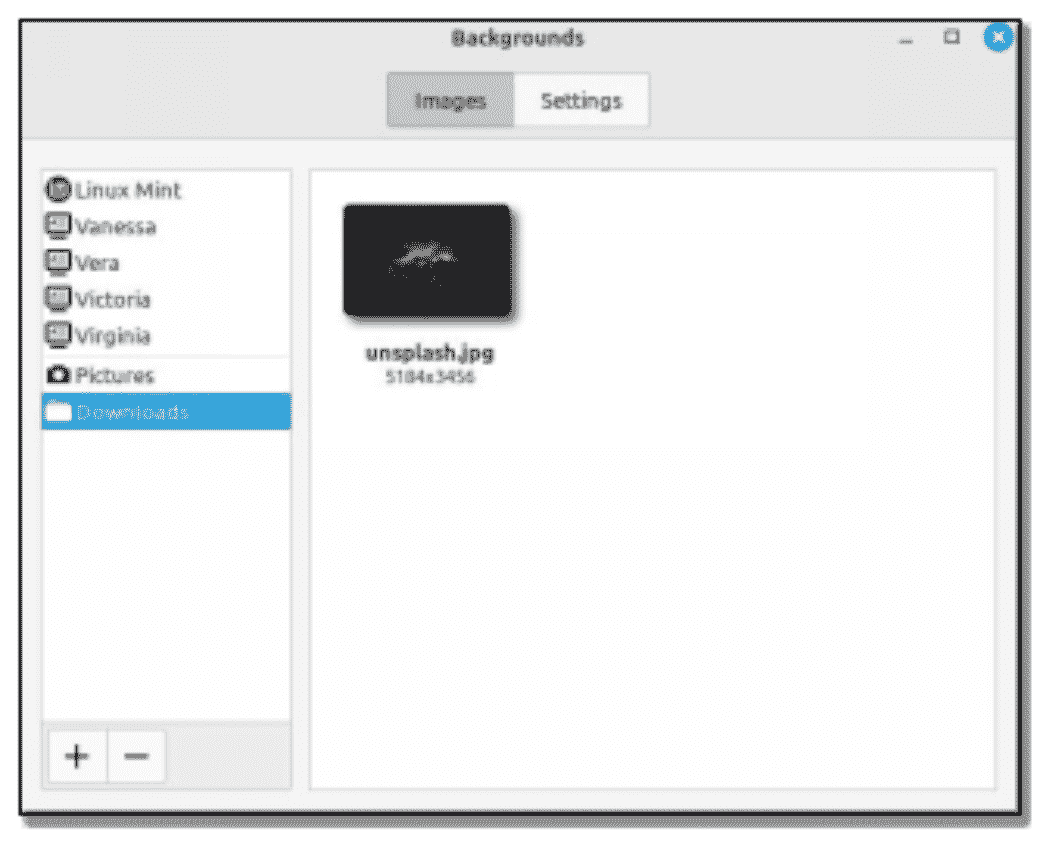 Backgrounds
Images Settings
Linux Mint
Vanessa
Vera
Victoria
Virginia
Pictures
Downloads
unsplash.jpg
5184x3456